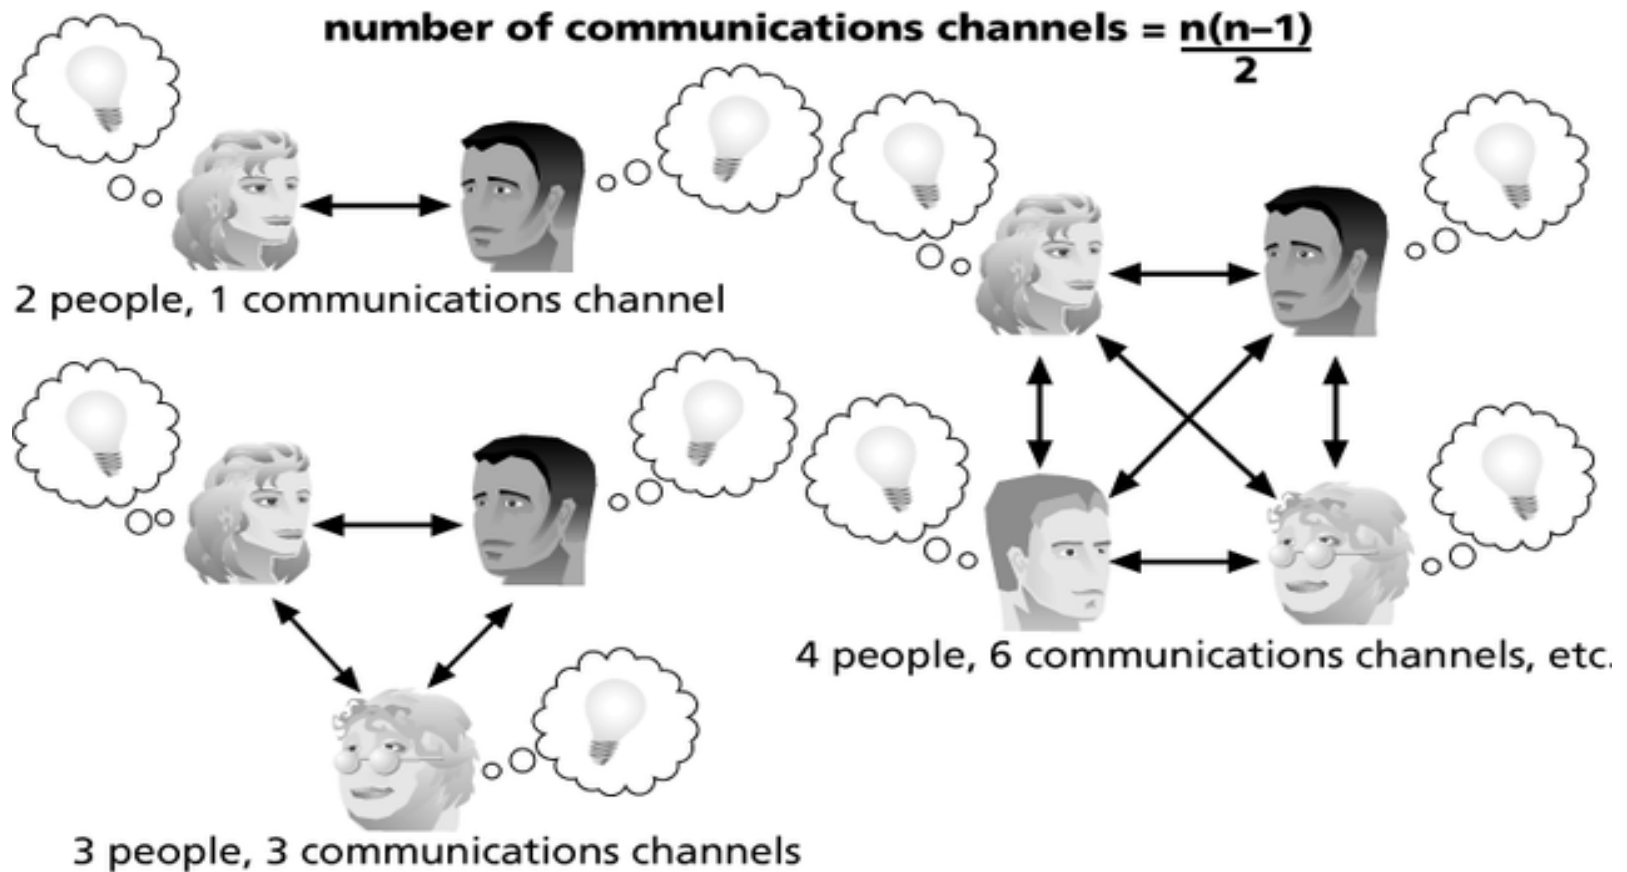 number of communications channels = n(n–1)
2
2 people, 1 communications channel
3 people, 3 communications channels
4 people, 6 communications channels, etc.